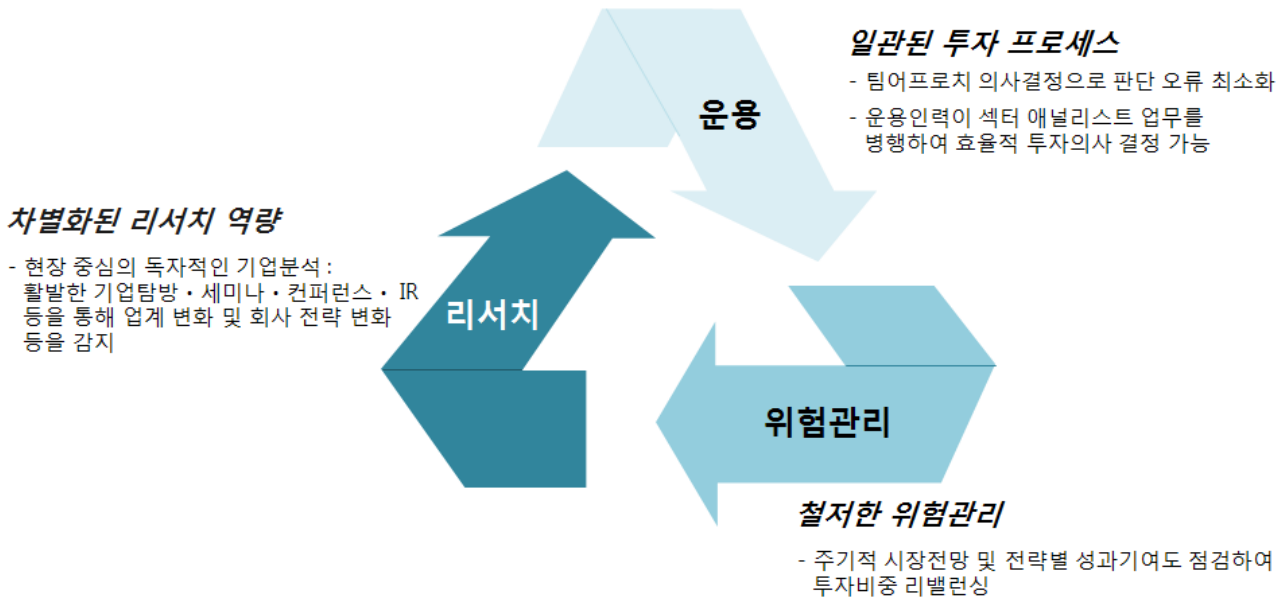 일관된 투자 프로세스
- 팀어프로치 의사결정으로 판단 오류 최소화
- 운용인력이 섹터 애널리스트 업무를
병행하여 효율적 투자의사 결정 가능
운용
차별화된 리서치 역량
- 현장 중심의 독자적인 기업분석 :
활발한 기업탐방・세미나・컨퍼런스・ IR
등을 통해 업계 변화 및 회사 전략 변화
등을 감지
리서치
위험관리
철저한 위험관리
- 주기적 시장전망 및 전략별 성과기여도 점검하여
투자비중 리밸런싱